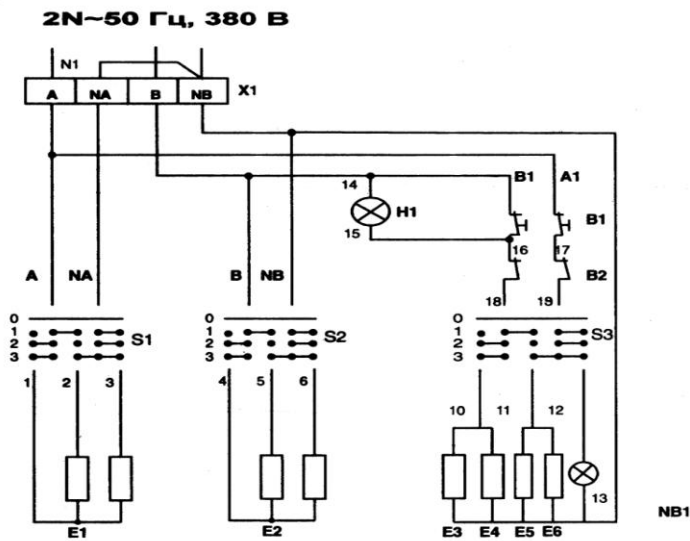 2N~50 Гц, 380 В
N1
A NA B NB X1
14 B1 A1
H1 B1
15 16 17
A NA B NB B2
18 19
0 0 0
1 S1 1 S2 1 S3
2 2 2
3 3 3
1 2 3 4 5 6
10 11 12
13
NB1
E1 E2 E3 E4 E5 E6